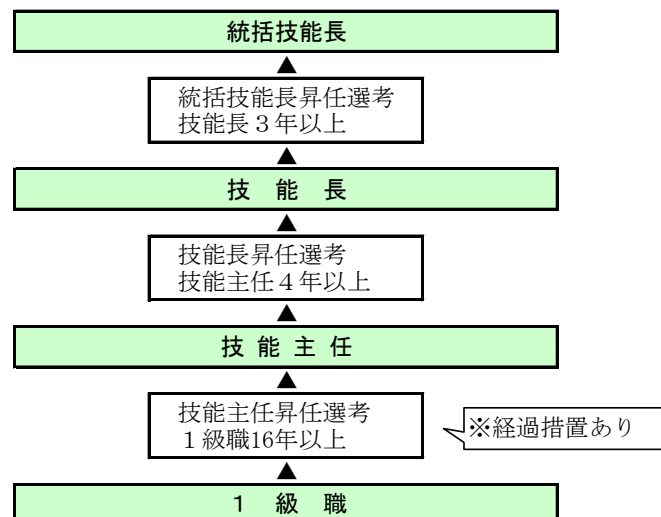 統括技能長
▲
統括技能長昇任選考
技能長３年以上
▲
技　能　長
▲
技能長昇任選考
技能主任４年以上
▲
技 能 主 任
▲
技能主任昇任選考
１級職16年以上
※経過措置あり
▲
１　級　職